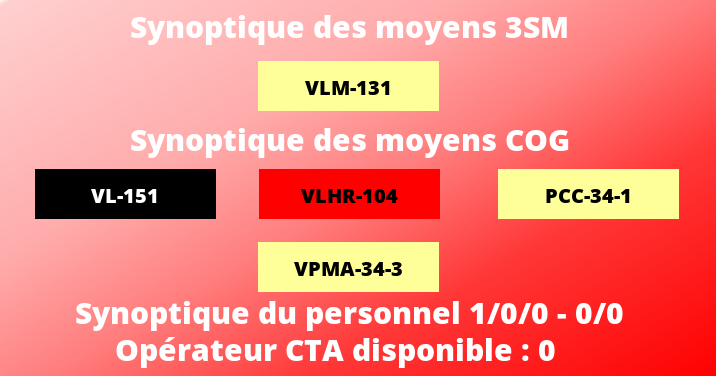 Synoptique des moyens 3SM
VLM-131
Synoptique des moyens COG
VL-151 VLHR-104 PCC-34-1
VPMA-34-3
Synoptique du personnel 1/0/0 - 0/0
Opérateur CTA disponible : 0